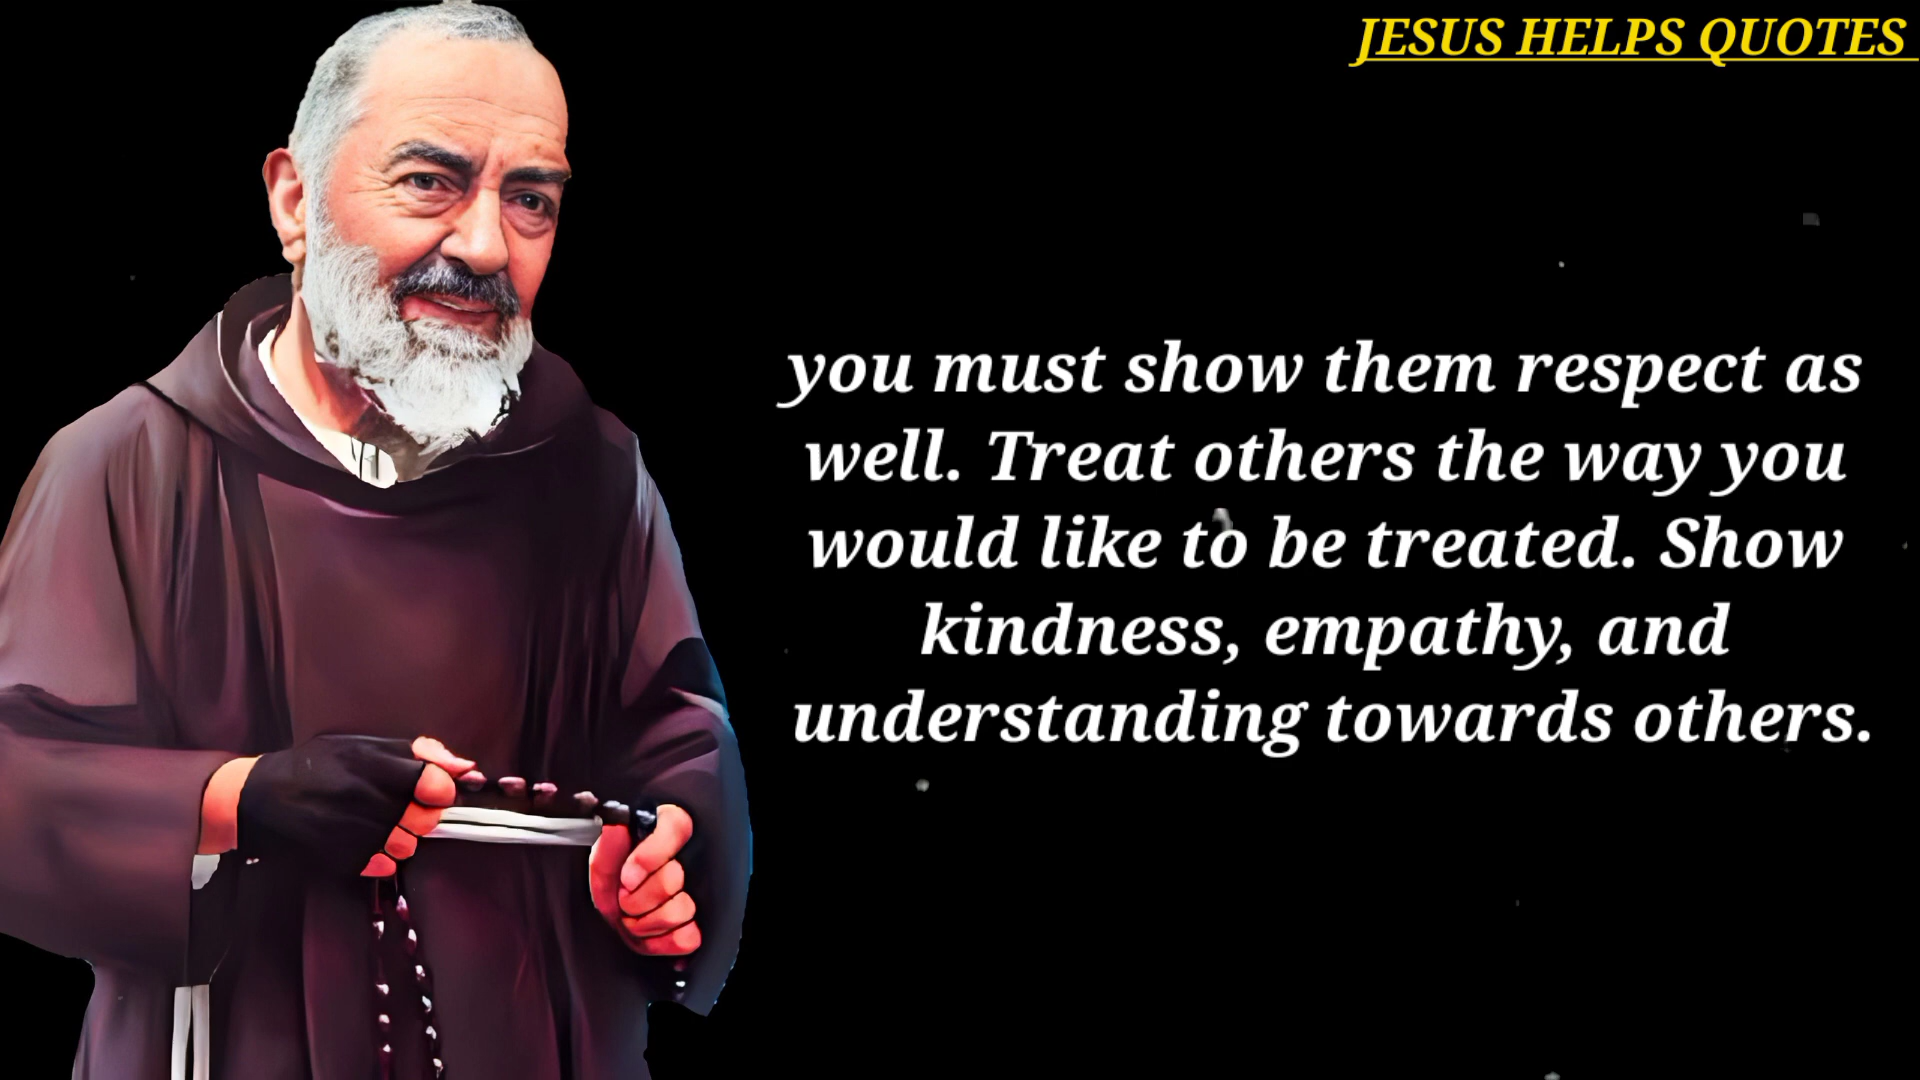 JESUS HELPS QUOTES
you must show them respect as
well. Treat others the way you
would like to be treated. Show
kindness, empathy, and
understanding towards others.